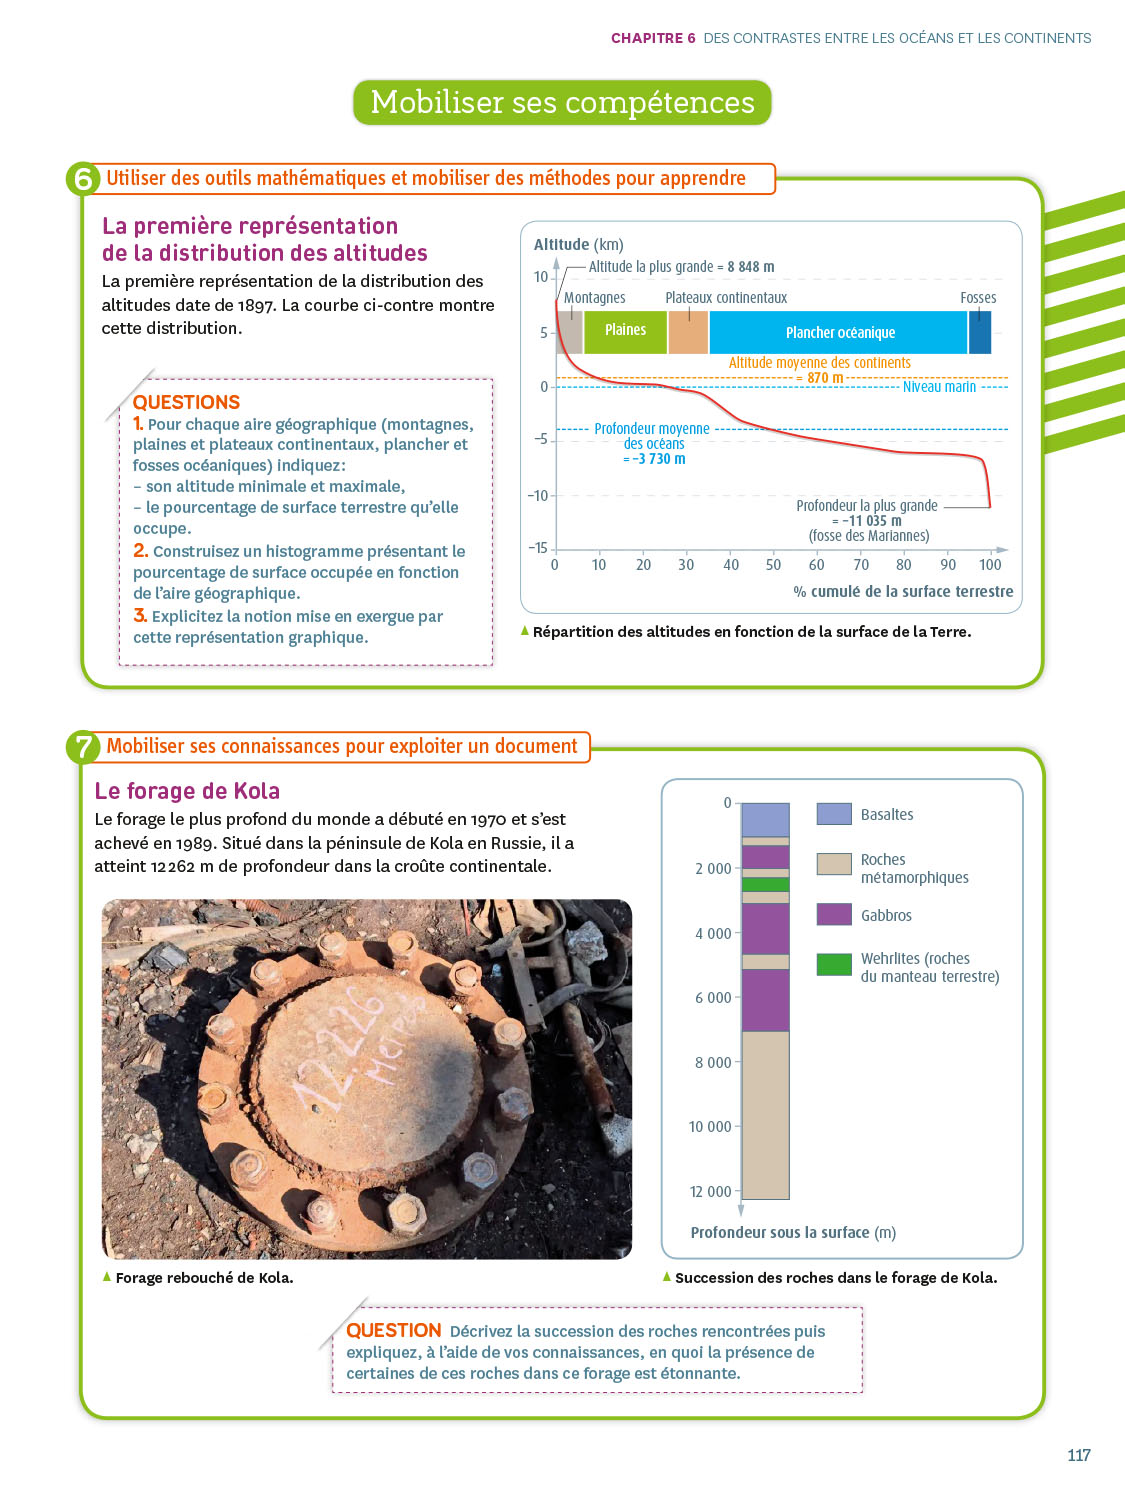 CHAPITRE 6 DES CONTRASTES ENTRE LES OCÉANS ET LES CONTINENTS
Mobiliser ses compétences
6 Utiliser des outils mathématiques et mobiliser des méthodes pour apprendre
La première représentation
de la distribution des altitudes
La première représentation de la distribution des
altitudes date de 1897. La courbe ci-contre montre
cette distribution.
QUESTIONS
1. Pour chaque aire géographique (montagnes,
plaines et plateaux continentaux, plancher et
fosses océaniques) indiquez :
– son altitude minimale et maximale,
– le pourcentage de surface terrestre qu'elle
occupe.
2. Construisez un histogramme présentant le
pourcentage de surface occupée en fonction
de l'aire géographique.
3. Explicitez la notion mise en exergue par
cette représentation graphique.
Altitude (km)
Altitude la plus grande = 8 848 m
10
Montagnes
Plateaux continentaux
Fosses
5
Plaines
Plancher océanique
Altitude moyenne des continents
= 870 m
0
Niveau marin
Profondeur moyenne
des océans
= –3 730 m
–5
–10
Profondeur la plus grande
= –11 035 m
(fosse des Mariannes)
–15
0 10 20 30 40 50 60 70 80 90 100
% cumulé de la surface terrestre
Répartition des altitudes en fonction de la surface de la Terre.
7 Mobiliser ses connaissances pour exploiter un document
Le forage de Kola
Le forage le plus profond du monde a débuté en 1970 et s'est
achevé en 1989. Situé dans la péninsule de Kola en Russie, il a
atteint 12 262 m de profondeur dans la croûte continentale.
12.226
метров
Forage rebouché de Kola.
0
2 000
4 000
6 000
8 000
10 000
12 000
Profondeur sous la surface (m)
Basaltes
Roches
métamorphiques
Gabbros
Wehrlites (roches
du manteau terrestre)
Succession des roches dans le forage de Kola.
QUESTION Décrivez la succession des roches rencontrées puis
expliquez, à l'aide de vos connaissances, en quoi la présence de
certaines de ces roches dans ce forage est étonnante.
117